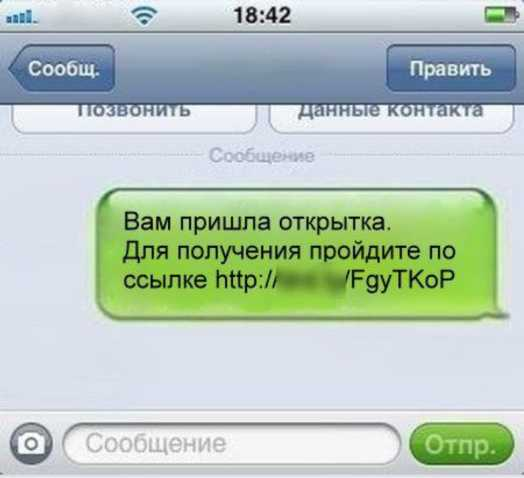 18:42
Сообщ.
Править
Позвонить
Данные контакта
Сообщение
Вам пришла открытка.
Для получения пройдите по
ссылке http:// /FgyTKoP
Сообщение
Отпр.